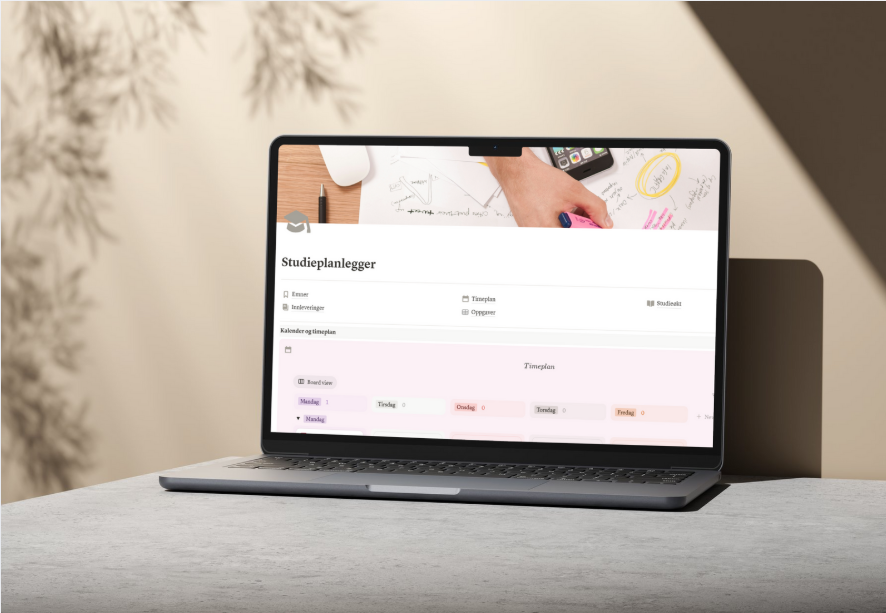 Studieplanlegger
Emner
Innleveringer
Timeplan
Oppgaver
Studieøkt
Kalender og timeplan
Timeplan
Board view
Mandag 1
Tirsdag 0
Onsdag 0
Torsdag 0
Fredag 0
Mandag